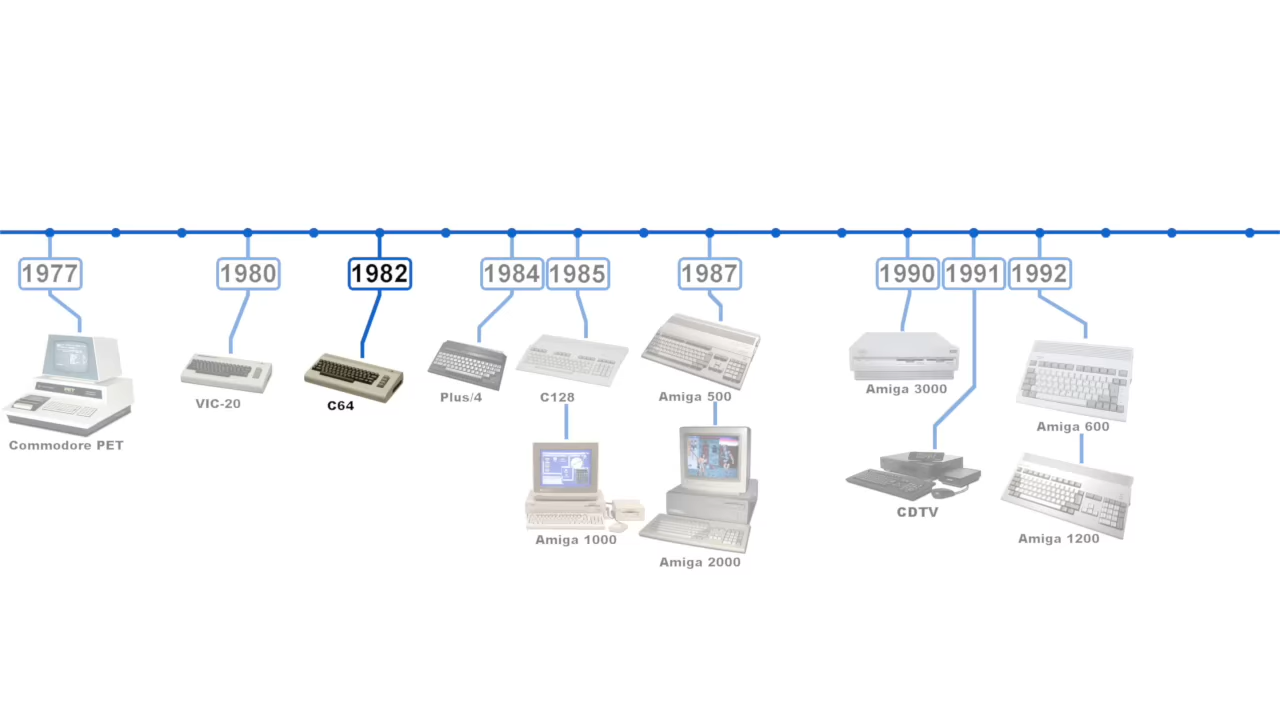 1977
1980
1982
1984
1985
1987
1990
1991
1992
PET
Commodore PET
VIC-20
C64
Plus/4
C128
Amiga 500
Amiga 3000
Amiga 600
Amiga 1000
Amiga 2000
CDTV
Amiga 1200